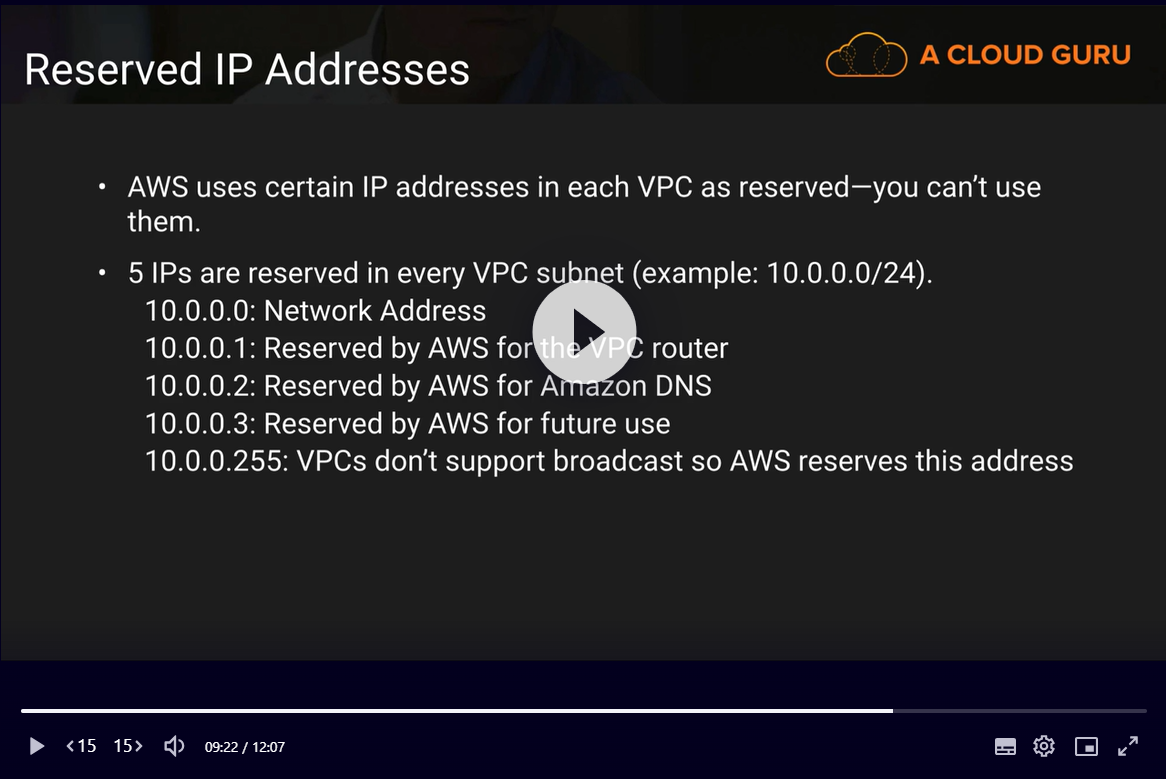 Reserved IP Addresses
A CLOUD GURU
• AWS uses certain IP addresses in each VPC as reserved—you can’t use
them.
• 5 IPs are reserved in every VPC subnet (example: 10.0.0.0/24).
10.0.0.0: Network Address
10.0.0.1: Reserved by AWS for the VPC router
10.0.0.2: Reserved by AWS for Amazon DNS
10.0.0.3: Reserved by AWS for future use
10.0.0.255: VPCs don’t support broadcast so AWS reserves this address
<15 15> 09:22 / 12:07